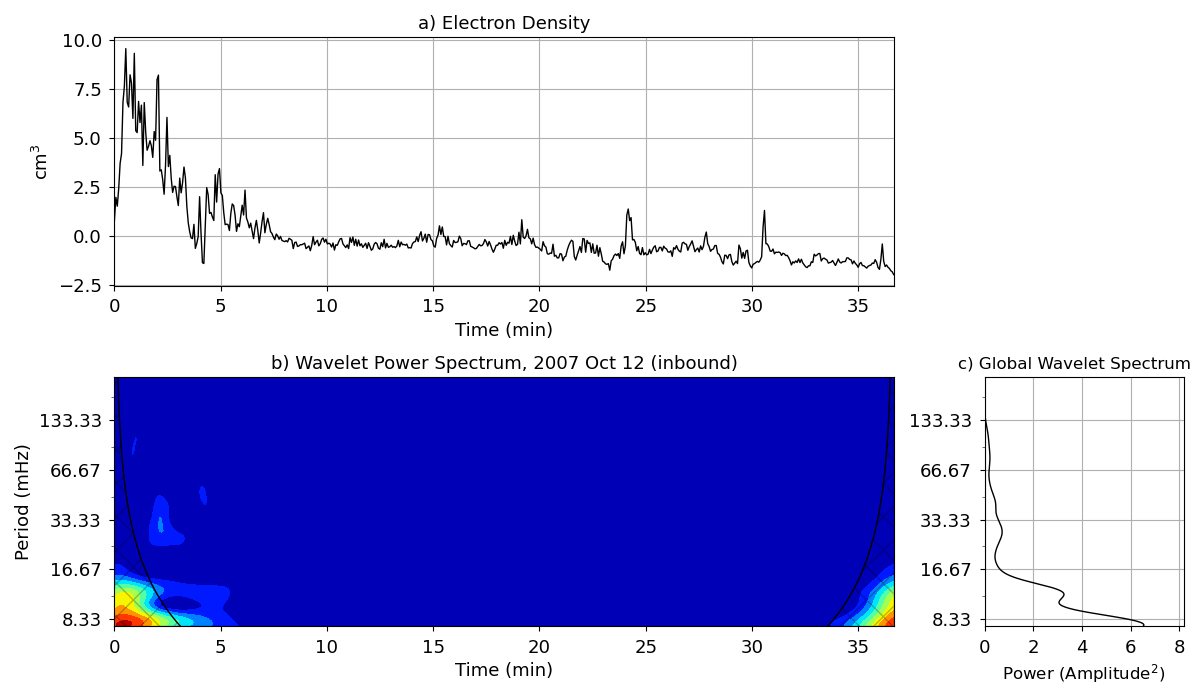 a) Electron Density
10.0
7.5
5.0
2.5
0.0
−2.5
cm³
0 5 10 15 20 25 30 35
Time (min)
b) Wavelet Power Spectrum, 2007 Oct 12 (inbound)
133.33
66.67
33.33
16.67
8.33
Period (mHz)
0 5 10 15 20 25 30 35
Time (min)
c) Global Wavelet Spectrum
133.33
66.67
33.33
16.67
8.33
0 2 4 6 8
Power (Amplitude²)